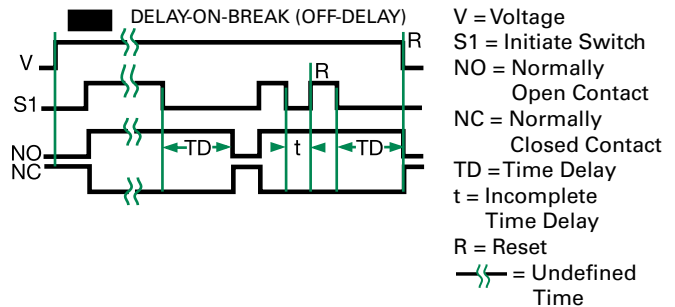 DELAY-ON-BREAK (OFF-DELAY)
V
R
S1
R
NO
NC
TD
t
TD
V = Voltage
S1 = Initiate Switch
NO = Normally
Open Contact
NC = Normally
Closed Contact
TD = Time Delay
t = Incomplete
Time Delay
R = Reset
= Undefined
Time